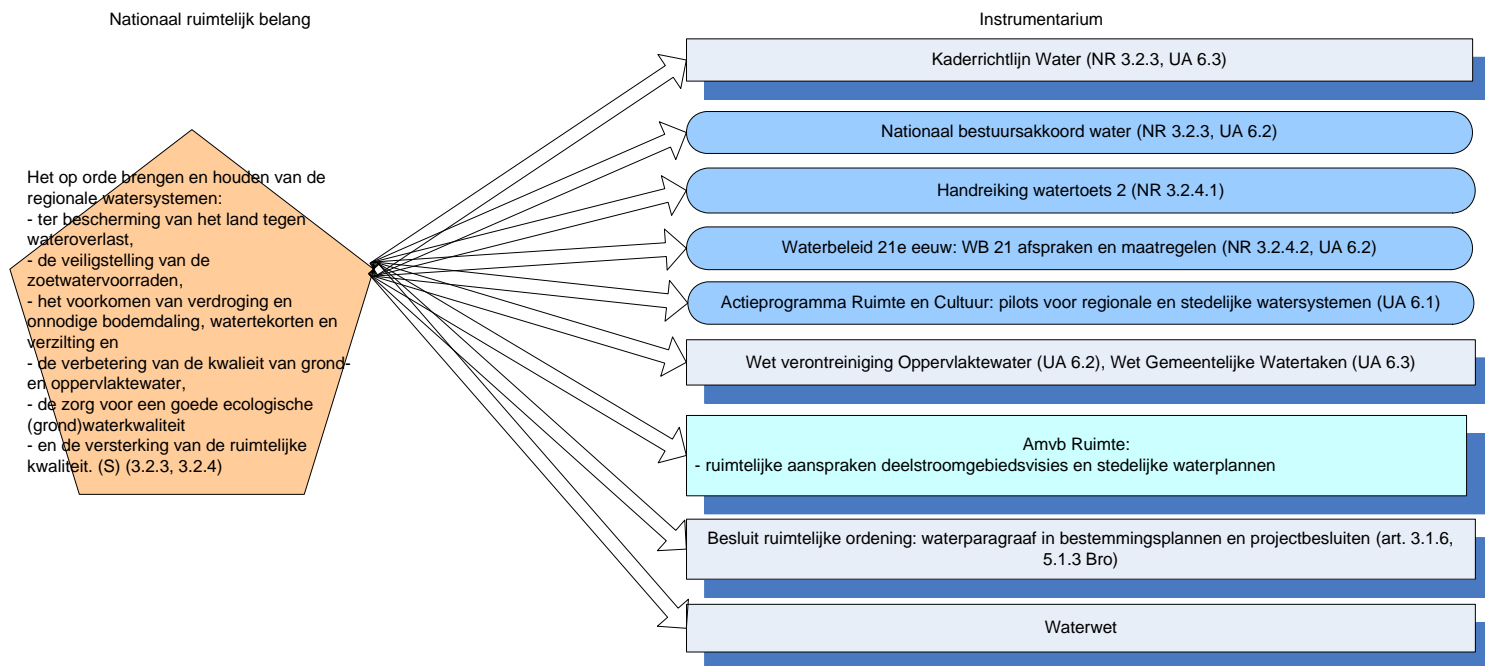 Nationaal ruimtelijk belang
Instrumentarium
Het op orde brengen en houden van de
regionale watersystemen:
- ter bescherming van het land tegen
wateroverlast,
- de veiligstelling van de
zoetwatervoorraden,
- het voorkomen van verdroging en
onnodige bodemdaling, watertekorten en
verzilting en
- de verbetering van de kwalieit van grond-
en oppervlaktewater,
- de zorg voor een goede ecologische
(grond)waterkwaliteit
- en de versterking van de ruimtelijke
kwaliteit. (S) (3.2.3, 3.2.4)
Kaderrichtlijn Water (NR 3.2.3, UA 6.3)
Nationaal bestuursakkoord water (NR 3.2.3, UA 6.2)
Handreiking watertoets 2 (NR 3.2.4.1)
Waterbeleid 21e eeuw: WB 21 afspraken en maatregelen (NR 3.2.4.2, UA 6.2)
Actieprogramma Ruimte en Cultuur: pilots voor regionale en stedelijke watersystemen (UA 6.1)
Wet verontreiniging Oppervlaktewater (UA 6.2), Wet Gemeentelijke Watertaken (UA 6.3)
Amvb Ruimte:
- ruimtelijke aanspraken deelstroomgebiedsvisies en stedelijke waterplannen
Besluit ruimtelijke ordening: waterparagraaf in bestemmingsplannen en projectbesluiten (art. 3.1.6,
5.1.3 Bro)
Waterwet